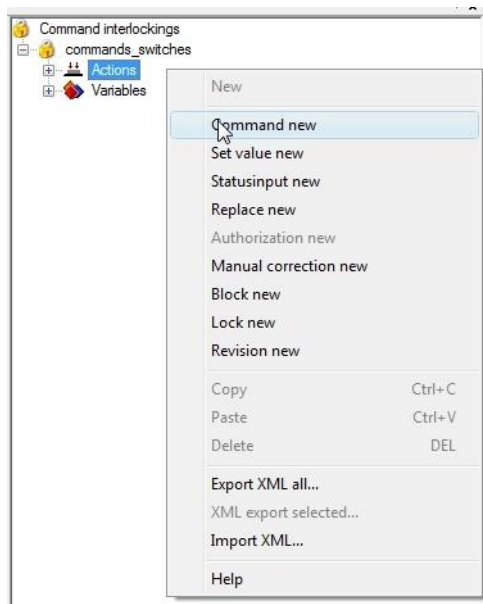 Command interlockings
commands_switches
Actions
Variables
New
Command new
Set value new
Statusinput new
Replace new
Authorization new
Manual correction new
Block new
Lock new
Revision new
Copy Ctrl+C
Paste Ctrl+V
Delete DEL
Export XML all...
XML export selected...
Import XML...
Help